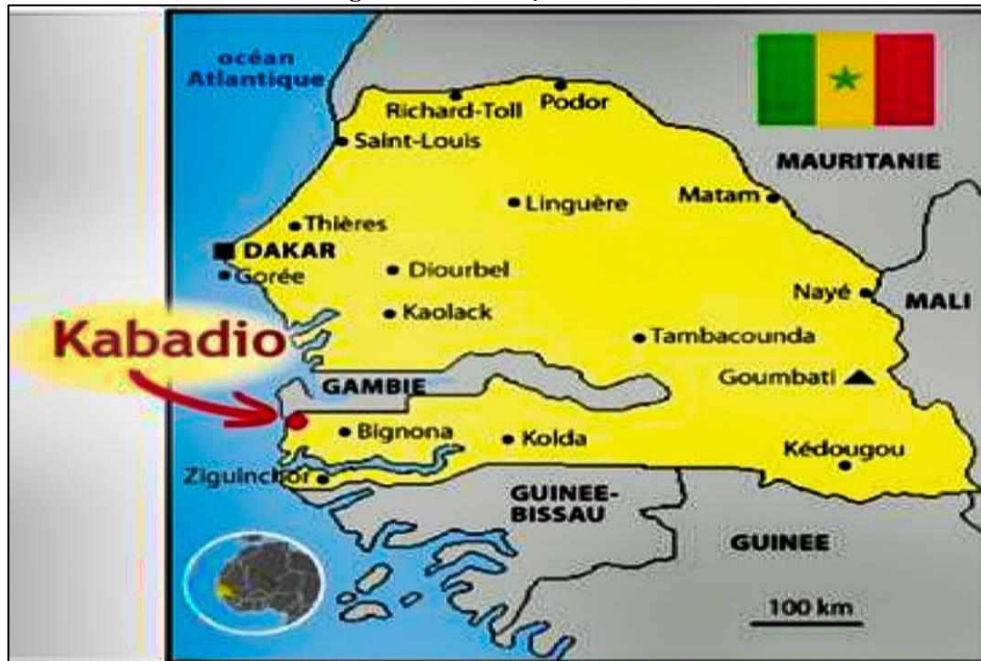 océan
Atlantique
Richard-Toll
Podor
Saint-Louis
MAURITANIE
Linguère
Matam
Thières
DAKAR
Gorée
Diourbel
Nayé
MALI
Kaolack
Kabadio
Tambacounda
Goumbati
GAMBIE
Bignona
Kolda
Kédougou
Ziguinchor
GUINEE-
BISSAU
GUINEE
100 km